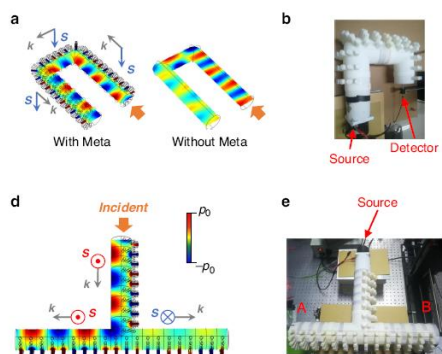 a
k
S
k
S
S
k
With Meta
Without Meta
b
Source
Detector
d
Incident
p0
−p0
S
k
S
k
S
k
e
Source
A
B